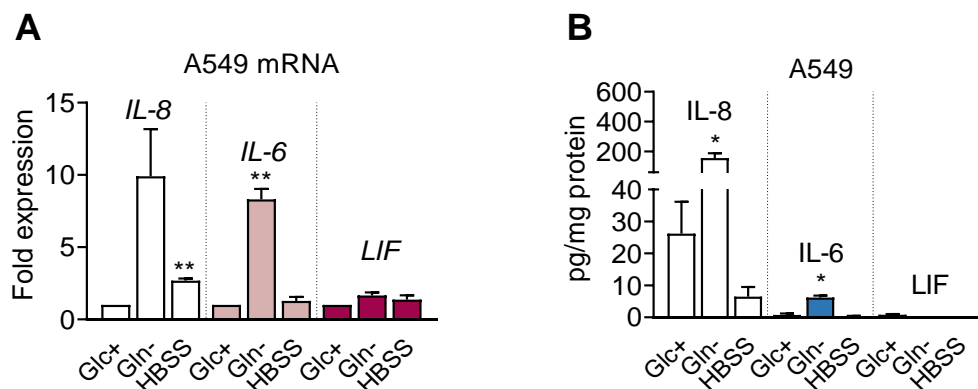 A
A549 mRNA
Fold expression
15
10
5
0
IL-8
**
IL-6
**
LIF
Glc+
Gln-
HBSS
Glc+
Gln-
HBSS
Glc+
Gln-
HBSS
B
A549
pg/mg protein
600
400
200
40
30
20
10
0
IL-8
*
IL-6
*
LIF
Glc+
Gln-
HBSS
Glc+
Gln-
HBSS
Glc+
Gln-
HBSS